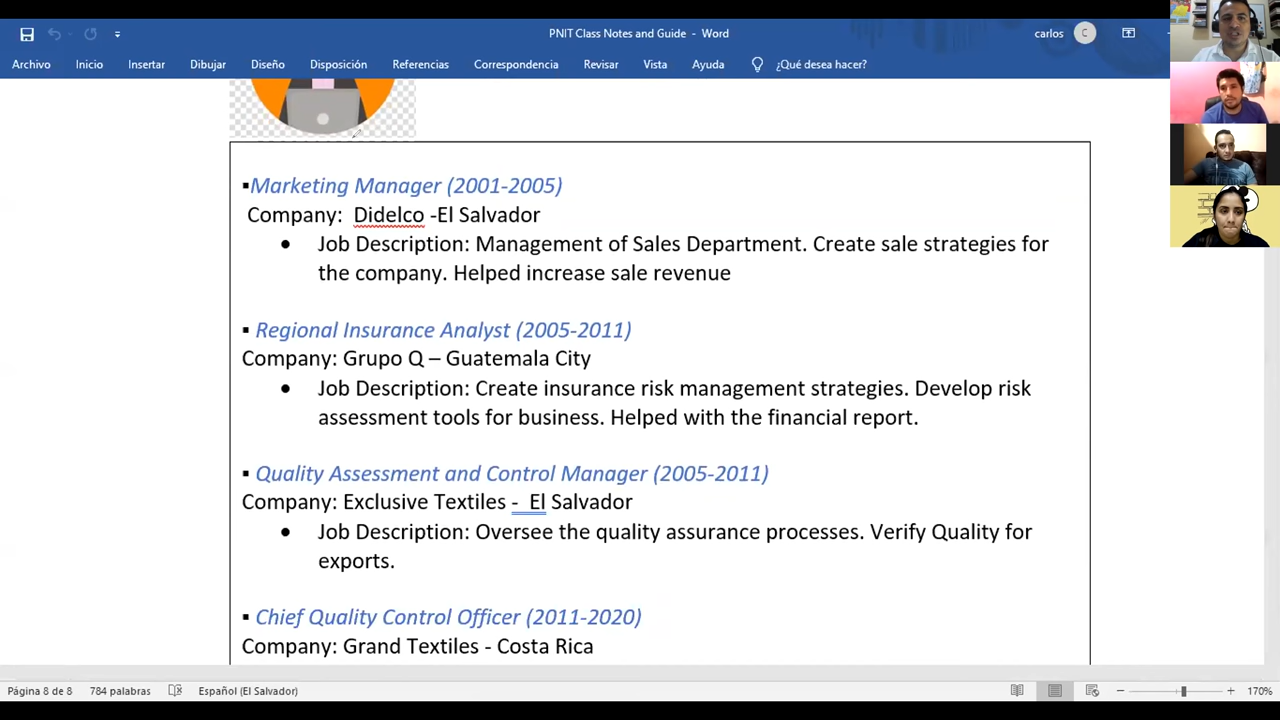 PNIT Class Notes and Guide - Word
carlos
C
Archivo Inicio Insertar Dibujar Diseño Disposición Referencias Correspondencia Revisar Vista Ayuda ¿Qué desea hacer?
▪Marketing Manager (2001-2005)
Company: Didelco -El Salvador
● Job Description: Management of Sales Department. Create sale strategies for
the company. Helped increase sale revenue
▪ Regional Insurance Analyst (2005-2011)
Company: Grupo Q – Guatemala City
● Job Description: Create insurance risk management strategies. Develop risk
assessment tools for business. Helped with the financial report.
▪ Quality Assessment and Control Manager (2005-2011)
Company: Exclusive Textiles - El Salvador
● Job Description: Oversee the quality assurance processes. Verify Quality for
exports.
▪ Chief Quality Control Officer (2011-2020)
Company: Grand Textiles - Costa Rica
Página 8 de 8 784 palabras Español (El Salvador) 170%